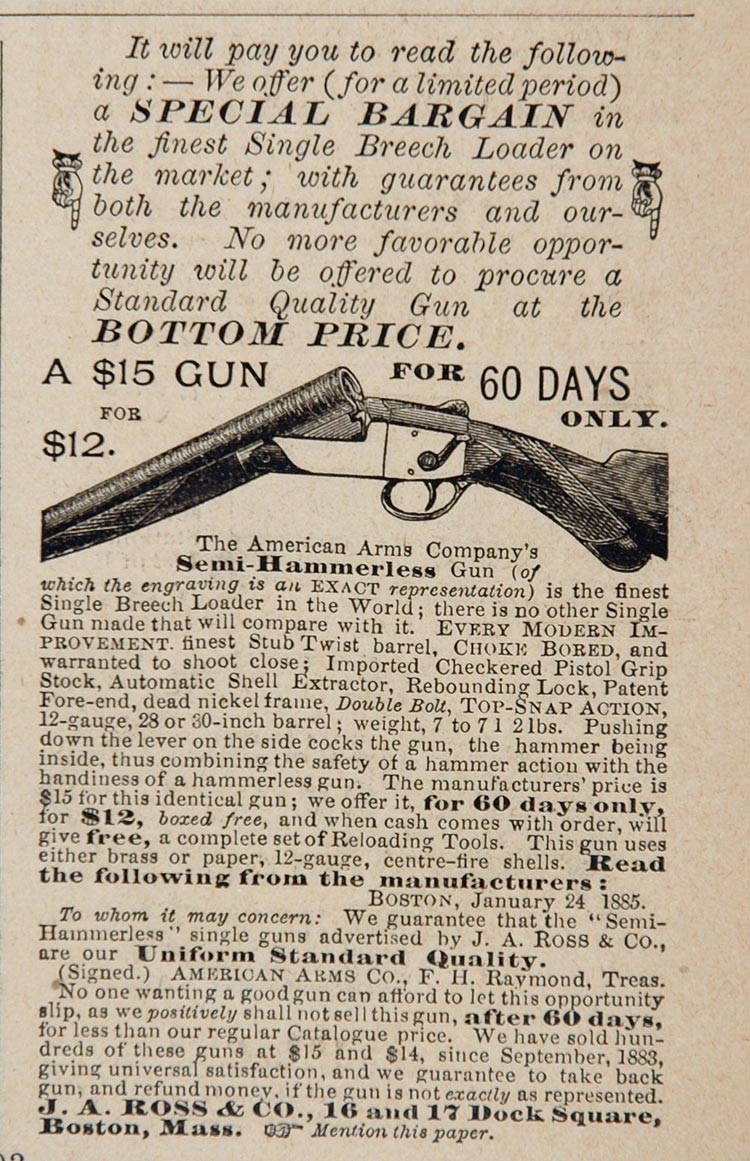 It will pay you to read the follow-
ing:— We offer (for a limited period)
a SPECIAL BARGAIN in
the finest Single Breech Loader on
the market; with guarantees from
both the manufacturers and our-
selves. No more favorable oppor-
tunity will be offered to procure a
Standard Quality Gun at the
BOTTOM PRICE.
A $15 GUN FOR 60 DAYS
FOR ONLY.
$12.
The American Arms Company's
Semi-Hammerless Gun (of
which the engraving is an EXACT representation) is the finest
Single Breech Loader in the World; there is no other Single
Gun made that will compare with it. EVERY MODERN IM-
PROVEMENT. finest Stub Twist barrel, CHOKE BORED, and
warranted to shoot close; Imported Checkered Pistol Grip
Stock, Automatic Shell Extractor, Rebounding Lock, Patent
Fore-end, dead nickel frame, Double Bolt, TOP-SNAP ACTION,
12-gauge, 28 or 30-inch barrel; weight, 7 to 7 1 2 lbs. Pushing
down the lever on the side cocks the gun, the hammer being
inside, thus combining the safety of a hammer action with the
handiness of a hammerless gun. The manufacturers' price is
$15 for this identical gun; we offer it, for 60 days only,
for $12, boxed free, and when cash comes with order, will
give free, a complete set of Reloading Tools. This gun uses
either brass or paper, 12-gauge, centre-fire shells. Read
the following from the manufacturers:
BOSTON, January 24 1885.
To whom it may concern: We guarantee that the "Semi-
Hammerless" single guns advertised by J. A. ROSS & CO.,
are our Uniform Standard Quality.
(Signed.) AMERICAN ARMS CO., F. H. Raymond, Treas.
No one wanting a good gun can afford to let this opportunity
slip, as we positively shall not sell this gun, after 60 days,
for less than our regular Catalogue price. We have sold hun-
dreds of these guns at $15 and $14, since September, 1883,
giving universal satisfaction, and we guarantee to take back
gun, and refund money, if the gun is not exactly as represented.
J. A. ROSS & CO., 16 and 17 Dock Square,
Boston, Mass. ☞ Mention this paper.